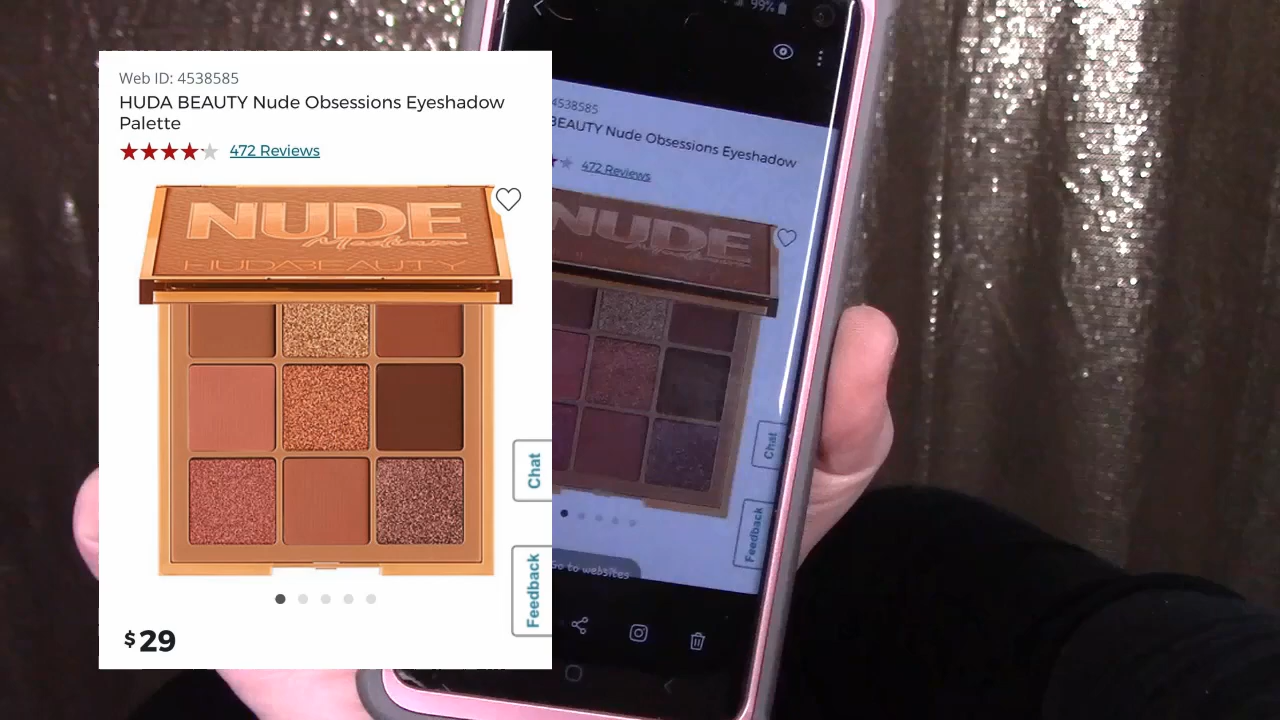 Web ID: 4538585
HUDA BEAUTY Nude Obsessions Eyeshadow
Palette
472 Reviews
NUDE
Medium
HUDABEAUTY
Chat
Feedback
$29
99%
4538585
BEAUTY Nude Obsessions Eyeshadow
472 Reviews
NUDE
Chat
Feedback
Go to websites